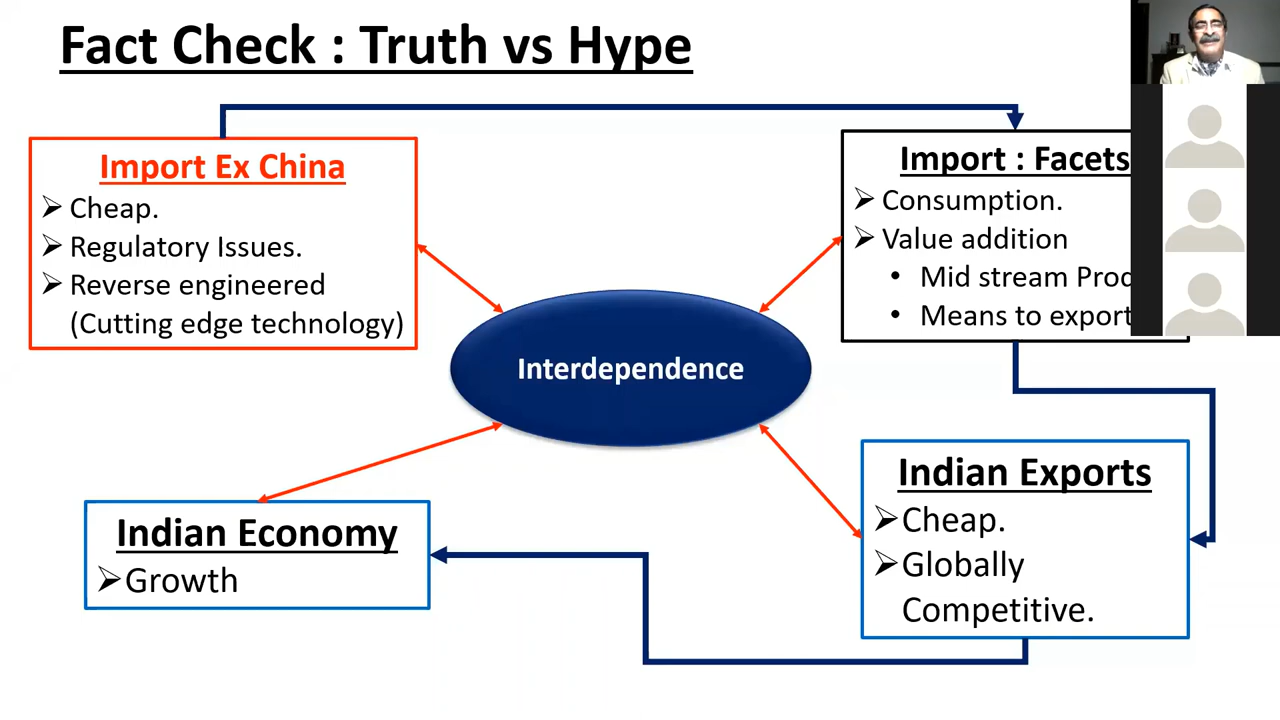 Fact Check : Truth vs Hype
Import Ex China
Cheap.
Regulatory Issues.
Reverse engineered
(Cutting edge technology)
Import : Facets
Consumption.
Value addition
Mid stream
Means to export
Interdependence
Indian Economy
Growth
Indian Exports
Cheap.
Globally
Competitive.